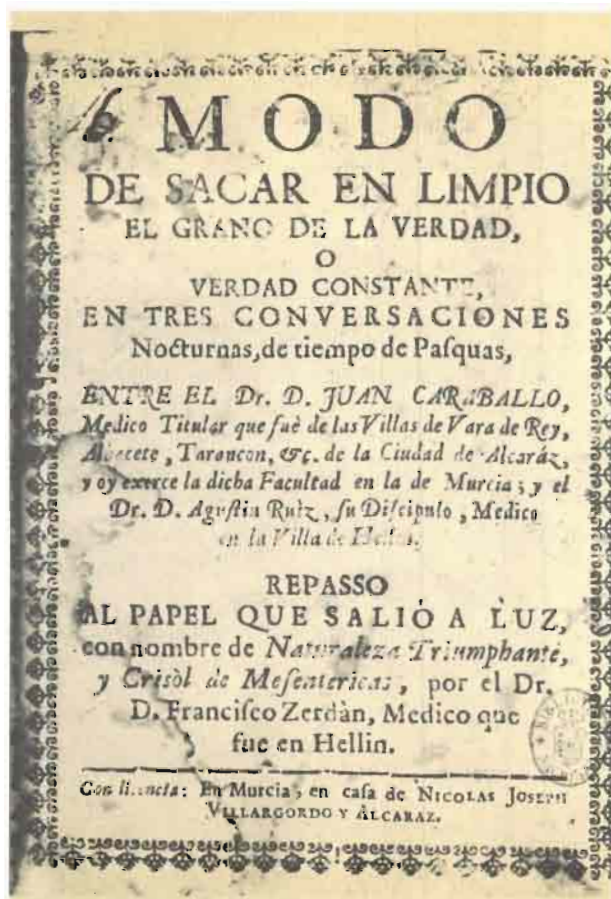 MODO
DE SACAR EN LIMPIO
EL GRANO DE LA VERDAD,
O
VERDAD CONSTANTE,
EN TRES CONVERSACIONES
Nocturnas, de tiempo de Pasquas,
ENTRE EL Dr. D. JUAN CARABALLO,
Medico Titular que fuè de las Villas de Vara de Rey,
Albacete, Tarancon, &c. de la Ciudad de Alcaráz,
y oy exerce la dicha Facultad en la de Murcia; y el
Dr. D. Agustin Ruiz, su Discipulo, Medico
en la Villa de
REPASSO
AL PAPEL QUE SALIÓ A LUZ,
con nombre de Naturaleza Triumphante,
y Crisòl de Mesentericas, por el Dr.
D. Francisco Zerdàn, Medico que
fue en Hellin.
Con licencia: En Murcia, en casa de NICOLAS JOSEPH
VILLARGORDO Y ALCARAZ.